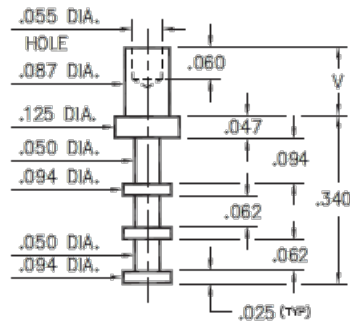 .055 DIA.
HOLE
.087 DIA.
.125 DIA.
.050 DIA.
.094 DIA.
.050 DIA.
.094 DIA.
.060
V
.047
.094
.340
.062
.062
.025 (TYP)